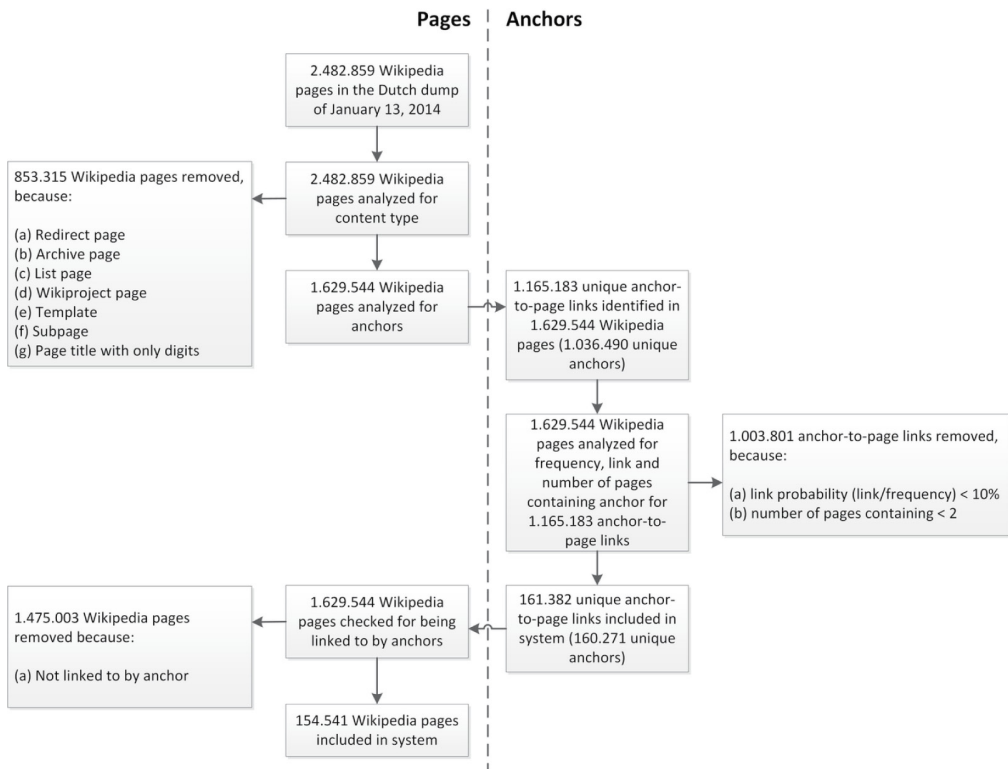 Pages
Anchors
2.482.859 Wikipedia
pages in the Dutch dump
of January 13, 2014
2.482.859 Wikipedia
pages analyzed for
content type
853.315 Wikipedia pages removed,
because:
(a) Redirect page
(b) Archive page
(c) List page
(d) Wikiproject page
(e) Template
(f) Subpage
(g) Page title with only digits
1.629.544 Wikipedia
pages analyzed for
anchors
1.165.183 unique anchor-
to-page links identified in
1.629.544 Wikipedia
pages (1.036.490 unique
anchors)
1.629.544 Wikipedia
pages analyzed for
frequency, link and
number of pages
containing anchor for
1.165.183 anchor-to-
page links
1.003.801 anchor-to-page links removed,
because:
(a) link probability (link/frequency) < 10%
(b) number of pages containing < 2
161.382 unique anchor-
to-page links included in
system (160.271 unique
anchors)
1.629.544 Wikipedia
pages checked for being
linked to by anchors
1.475.003 Wikipedia pages
removed because:
(a) Not linked to by anchor
154.541 Wikipedia pages
included in system